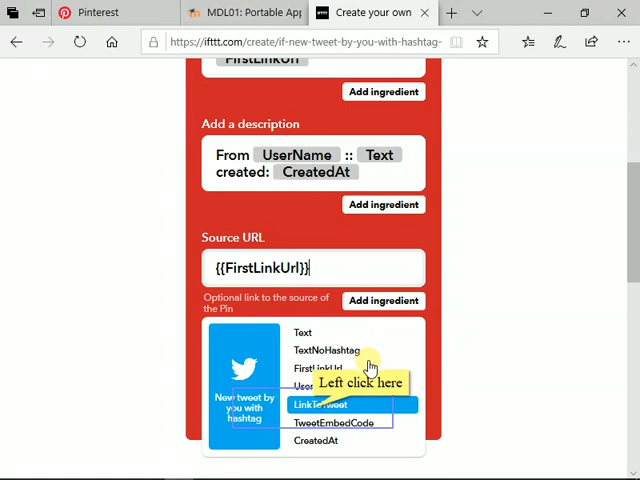 Pinterest
MDL01: Portable App
Create your own
https://ifttt.com/create/if-new-tweet-by-you-with-hashtag-
FirstLinkUrl
Add ingredient
Add a description
From UserName :: Text
created: CreatedAt
Add ingredient
Source URL
{{FirstLinkUrl}}
Optional link to the source of
the Pin
Add ingredient
New tweet by
you with
hashtag
Text
TextNoHashtag
FirstLinkUrl
Left click here
LinkToTweet
TweetEmbedCode
CreatedAt